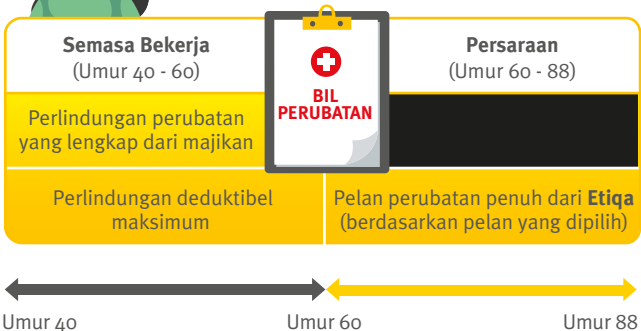 Semasa Bekerja
(Umur 40 - 60)
BIL
PERUBATAN
Persaraan
(Umur 60 - 88)
Perlindungan perubatan
yang lengkap dari majikan
Perlindungan deduktibel
maksimum
Pelan perubatan penuh dari Etiqa
(berdasarkan pelan yang dipilih)
Umur 40
Umur 60
Umur 88